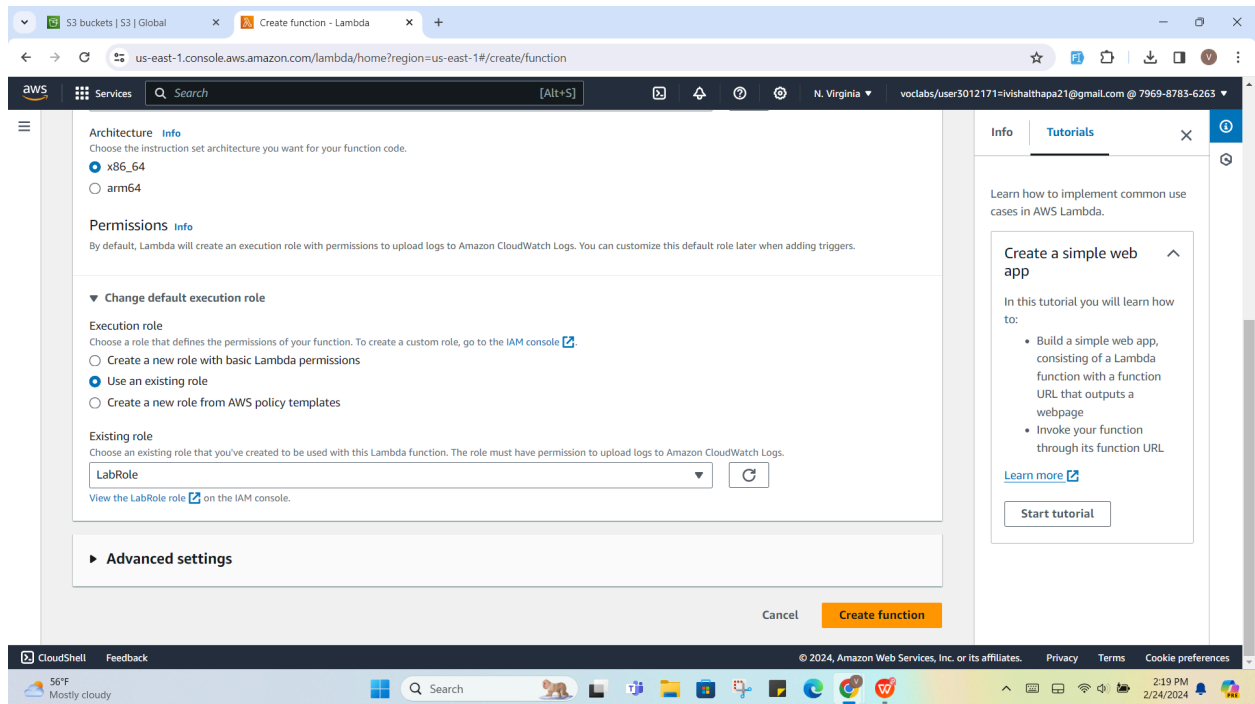 S3 buckets | S3 | Global
Create function - Lambda
us-east-1.console.aws.amazon.com/lambda/home?region=us-east-1#/create/function
V
aws
Services
Search
[Alt+S]
N. Virginia
voclabs/user3012171=ivishalthapa21@gmail.com @ 7969-8783-6263
Architecture Info
Choose the instruction set architecture you want for your function code.
x86_64
arm64
Permissions Info
By default, Lambda will create an execution role with permissions to upload logs to Amazon CloudWatch Logs. You can customize this default role later when adding triggers.
Change default execution role
Execution role
Choose a role that defines the permissions of your function. To create a custom role, go to the IAM console.
Create a new role with basic Lambda permissions
Use an existing role
Create a new role from AWS policy templates
Existing role
Choose an existing role that you've created to be used with this Lambda function. The role must have permission to upload logs to Amazon CloudWatch Logs.
LabRole
View the LabRole role on the IAM console.
Advanced settings
Cancel
Create function
Info
Tutorials
Learn how to implement common use
cases in AWS Lambda.
Create a simple web
app
In this tutorial you will learn how
to:
• Build a simple web app,
consisting of a Lambda
function with a function
URL that outputs a
webpage
• Invoke your function
through its function URL
Learn more
Start tutorial
CloudShell
Feedback
© 2024, Amazon Web Services, Inc. or its affiliates.
Privacy
Terms
Cookie preferences
56°F
Mostly cloudy
Search
2:19 PM
2/24/2024
PRE